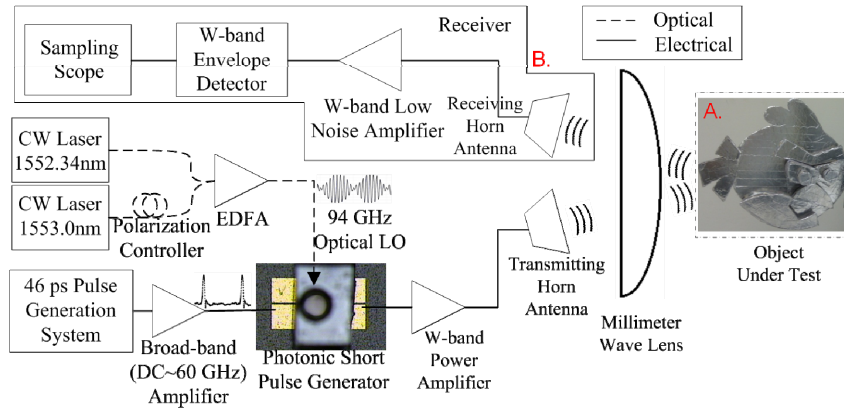 Receiver
B.
Optical
Electrical
Sampling
Scope
W-band
Envelope
Detector
W-band Low
Noise Amplifier
Receiving
Horn
Antenna
A.
CW Laser
1552.34nm
CW Laser
1553.0nm
Polarization
Controller
EDFA
94 GHz
Optical LO
46 ps Pulse
Generation
System
Broad-band
(DC~60 GHz)
Amplifier
Photonic Short
Pulse Generator
W-band
Power
Amplifier
Transmitting
Horn
Antenna
Millimeter
Wave Lens
Object
Under Test